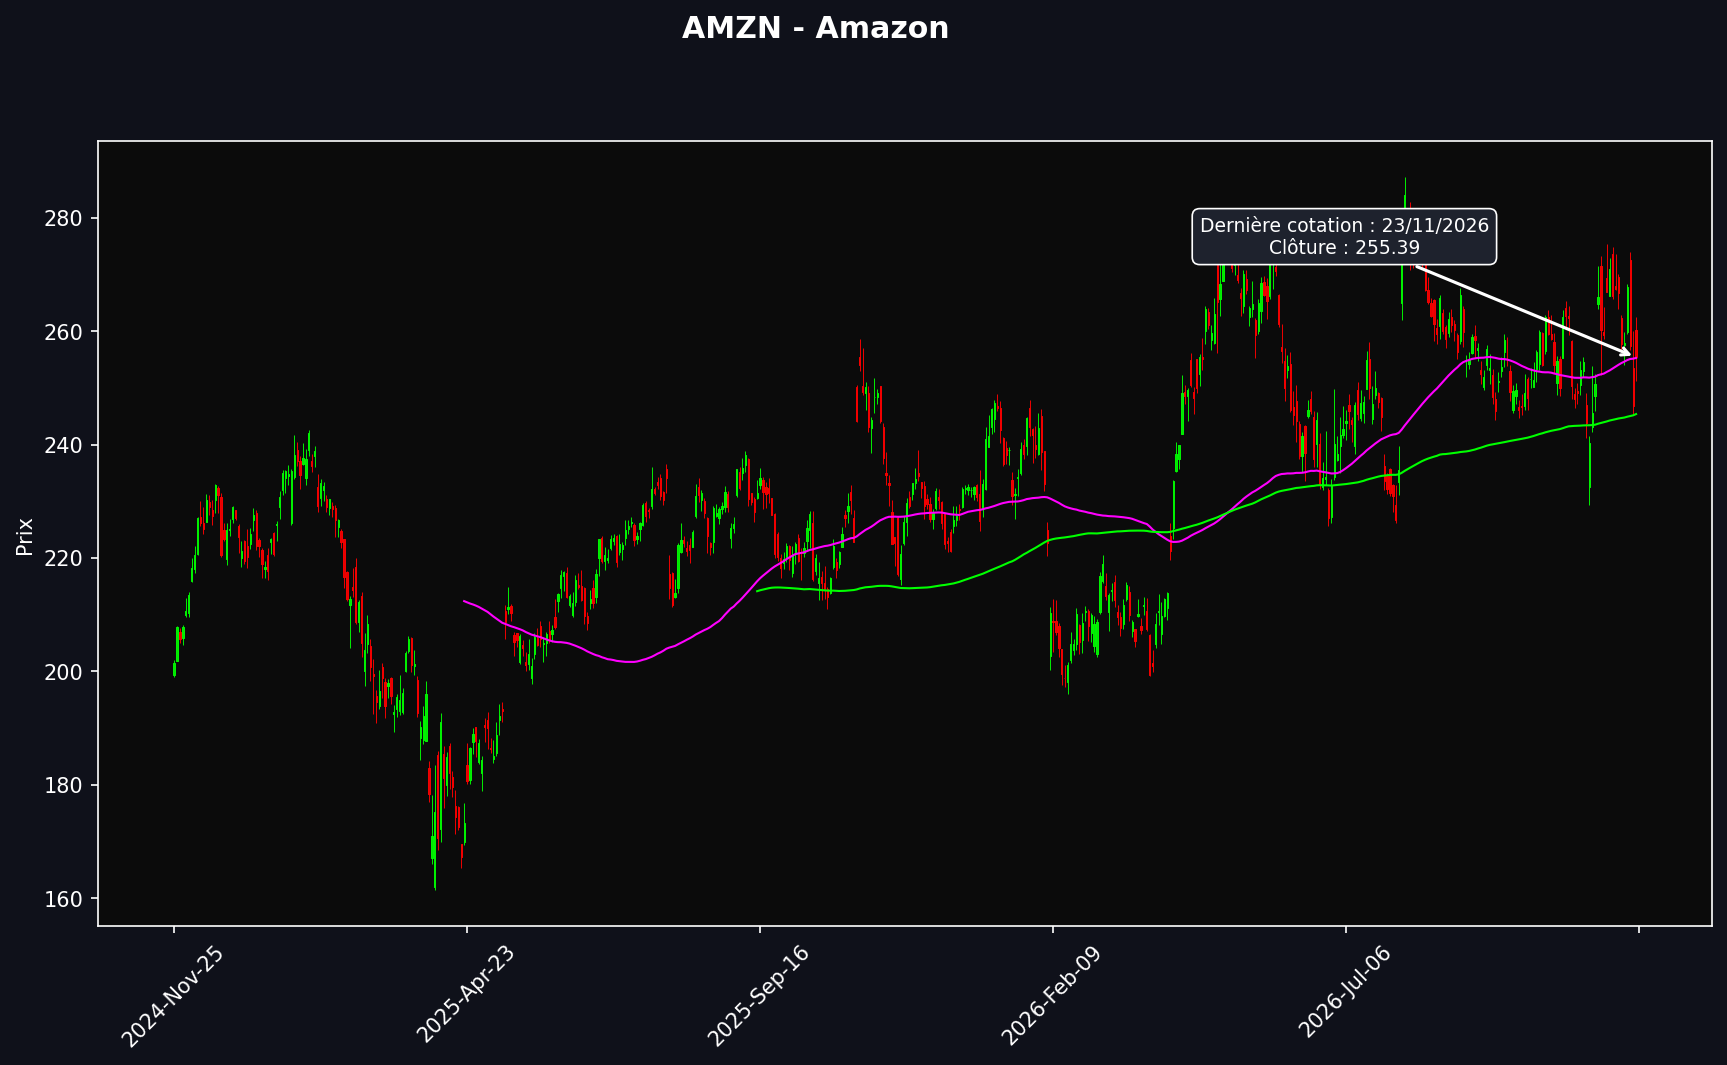 AMZN - Amazon
Prix
280
260
240
220
200
180
160
Dernière cotation : 23/11/2026
Clôture : 255.39
2024-Nov-25
2025-Apr-23
2025-Sep-16
2026-Feb-09
2026-Jul-06